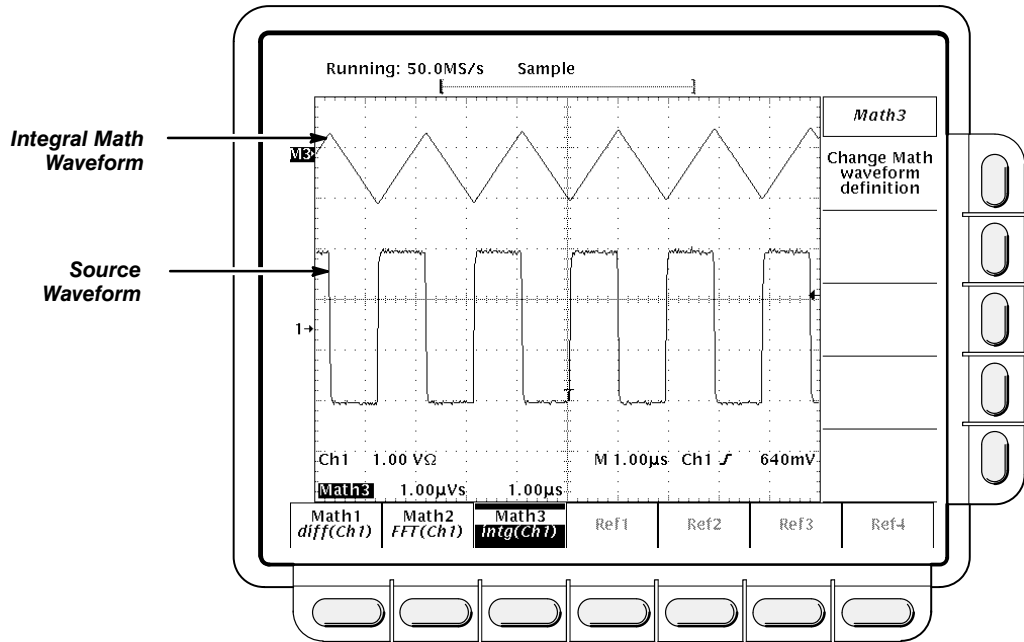 Running: 50.0MS/s Sample
Integral Math
Waveform
M3
Math3
Change Math
waveform
definition
Source
Waveform
1→
T
Ch1 1.00 VΩ M 1.00µs Ch1 640mV
Math3 1.00µVs 1.00µs
Math1
diff(Ch1)
Math2
FFT(Ch1)
Math3
intg(Ch1)
Ref1
Ref2
Ref3
Ref4